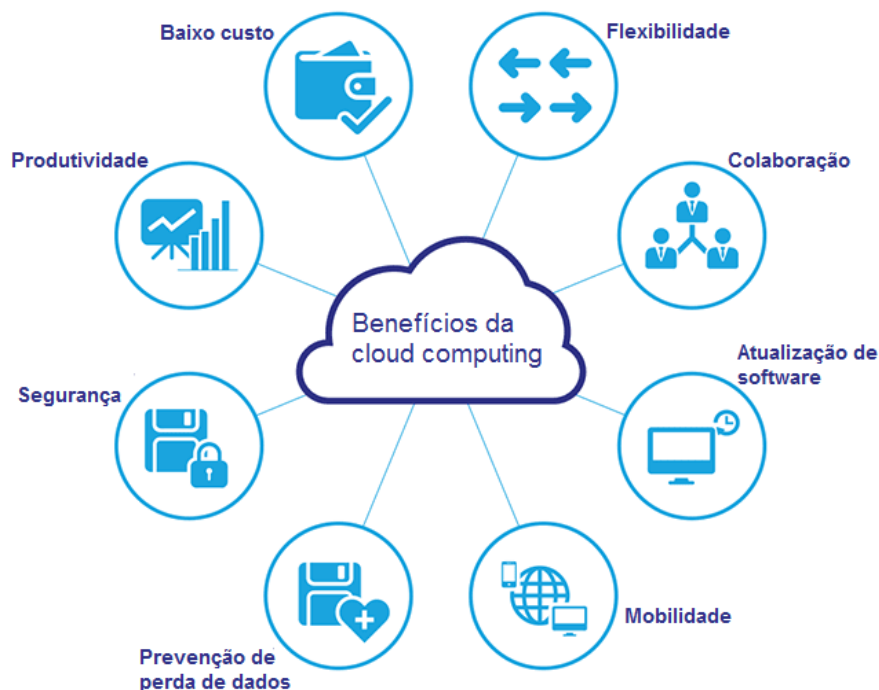 Baixo custo
Flexibilidade
Produtividade
Colaboração
Benefícios da
cloud computing
Atualização de
software
Segurança
Mobilidade
Prevenção de
perda de dados